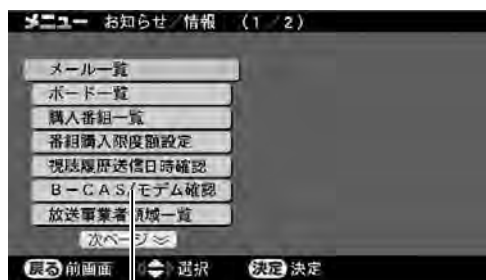 メニュー お知らせ／情報 （1／2）
メール一覧
ボード一覧
購入番組一覧
番組購入限度額設定
視聴履歴送信日時確認
B－CAS／モデム確認
放送事業者領域一覧
次ページ
戻る 前画面 選択 決定 決定